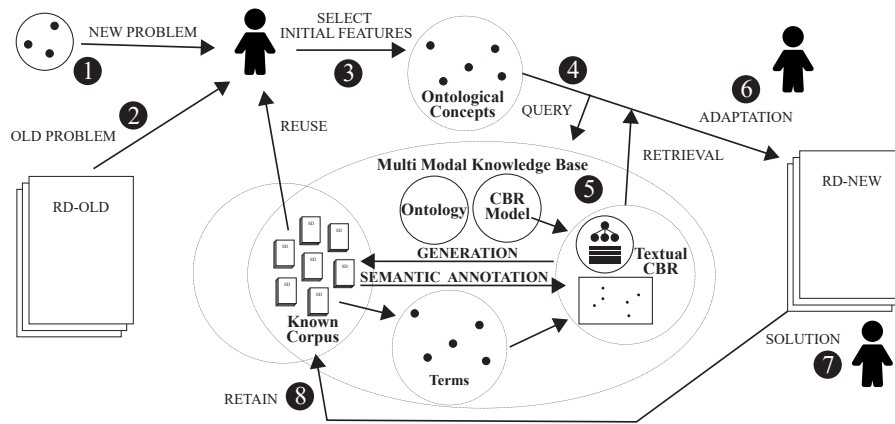 NEW PROBLEM
1
SELECT
INITIAL FEATURES
3
Ontological
Concepts
4
QUERY
6
ADAPTATION
2
OLD PROBLEM
REUSE
RETRIEVAL
RD-OLD
RD-NEW
Multi Modal Knowledge Base
5
Ontology
CBR
Model
SD
SD
SD
SD
SD
SD
SD
GENERATION
SEMANTIC ANNOTATION
Textual
CBR
Known
Corpus
Terms
SOLUTION
7
RETAIN
8